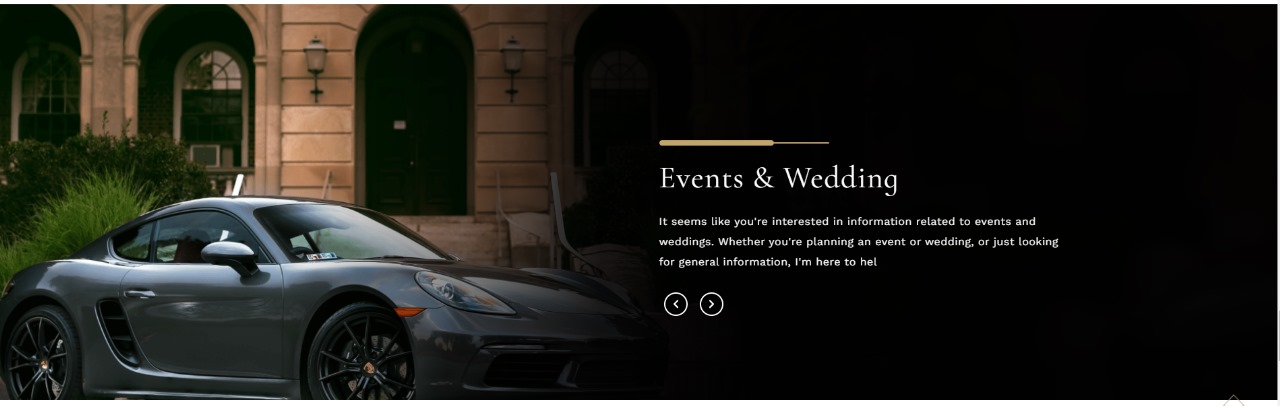 Events & Wedding
It seems like you're interested in information related to events and
weddings. Whether you're planning an event or wedding, or just looking
for general information, I'm here to hel